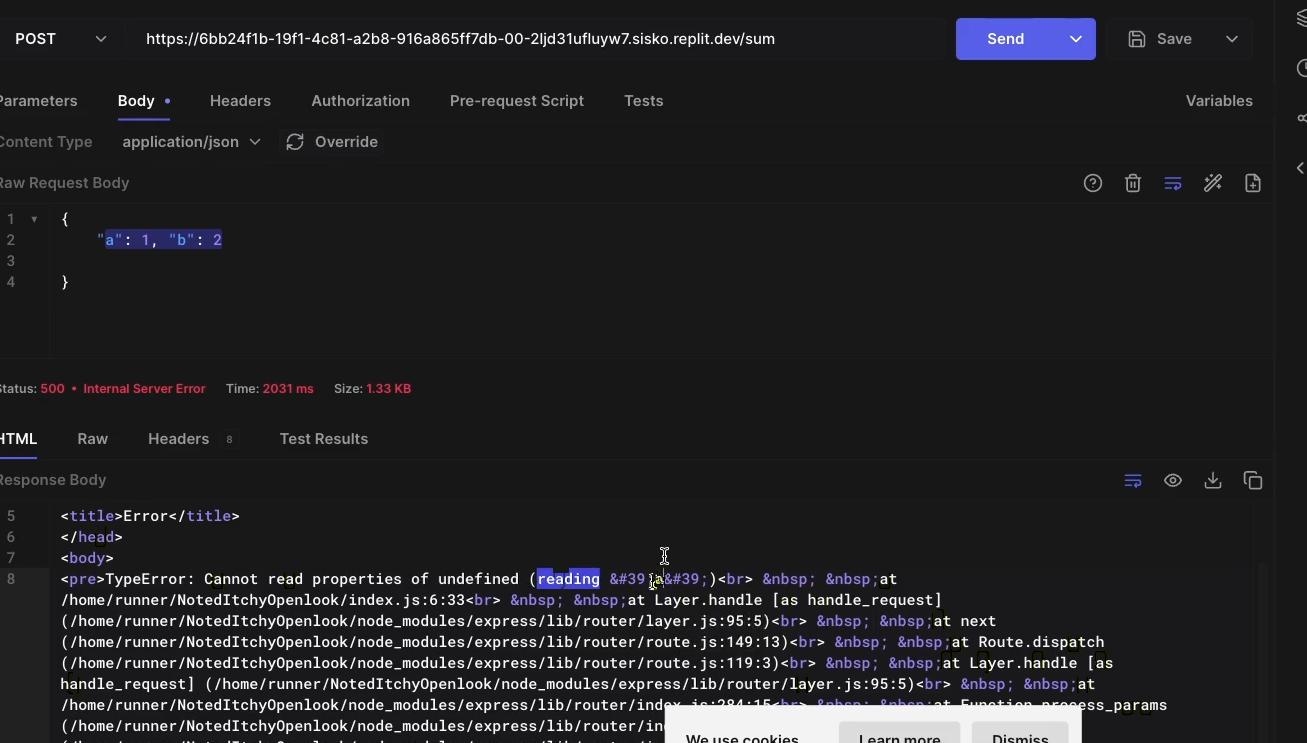 POST
https://6bb24f1b-19f1-4c81-a2b8-916a865ff7db-00-2ljd31ufluyw7.sisko.replit.dev/sum
Send
Save
Parameters
Body
Headers
Authorization
Pre-request Script
Tests
Variables
Content Type
application/json
Override
Raw Request Body
1 {
2 "a": 1, "b": 2
3
4 }
Status: 500 • Internal Server Error Time: 2031 ms Size: 1.33 KB
HTML
Raw
Headers 8
Test Results
Response Body
5 <title>Error</title>
6 </head>
7 <body>
8 <pre>TypeError: Cannot read properties of undefined (reading &#39;a&#39;)<br> &nbsp; &nbsp;at
/home/runner/NotedItchyOpenlook/index.js:6:33<br> &nbsp; &nbsp;at Layer.handle [as handle_request]
(/home/runner/NotedItchyOpenlook/node_modules/express/lib/router/layer.js:95:5)<br> &nbsp; &nbsp;at next
(/home/runner/NotedItchyOpenlook/node_modules/express/lib/router/route.js:149:13)<br> &nbsp; &nbsp;at Route.dispatch
(/home/runner/NotedItchyOpenlook/node_modules/express/lib/router/route.js:119:3)<br> &nbsp; &nbsp;at Layer.handle [as
handle_request] (/home/runner/NotedItchyOpenlook/node_modules/express/lib/router/layer.js:95:5)<br> &nbsp; &nbsp;at
/home/runner/NotedItchyOpenlook/node_modules/express/lib/router/index.js:284:15<br> &nbsp; &nbsp;at Function.process_params
(/home/runner/NotedItchyOpenlook/node_modules/express/lib/router/in
We use cookies
Learn more
Dismiss